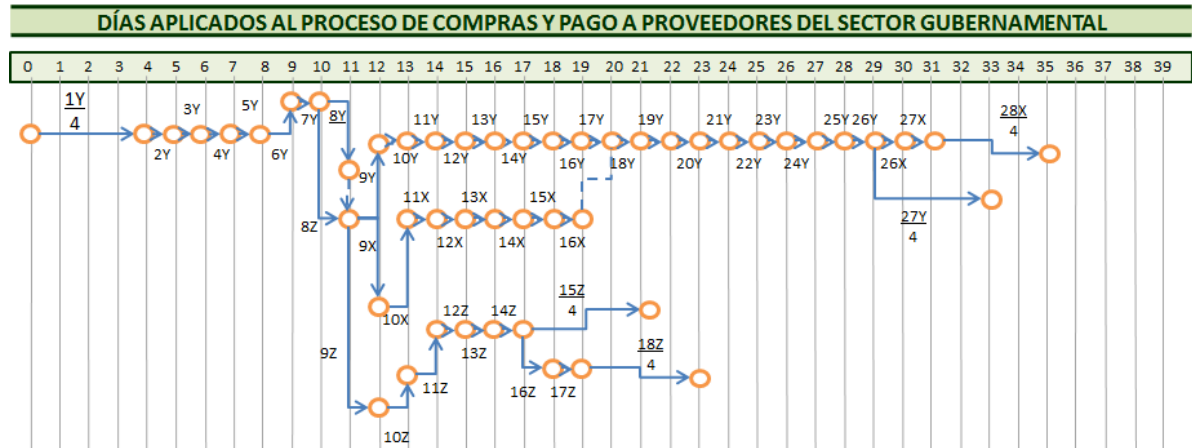 DÍAS APLICADOS AL PROCESO DE COMPRAS Y PAGO A PROVEEDORES DEL SECTOR GUBERNAMENTAL
0 1 2 3 4 5 6 7 8 9 10 11 12 13 14 15 16 17 18 19 20 21 22 23 24 25 26 27 28 29 30 31 32 33 34 35 36 37 38 39
1Y 3Y 5Y 7Y 8Y 11Y 13Y 15Y 17Y 19Y 21Y 23Y 25Y 26Y 27X 28X
4 4
2Y 4Y 6Y 9Y 10Y 12Y 14Y 16Y 18Y 20Y 22Y 24Y 26X
11X 13X 15X
8Z 9X 12X 14X 16X 27Y
4
10X 12Z 14Z 15Z
4
9Z 13Z 18Z
4
11Z 16Z 17Z
10Z